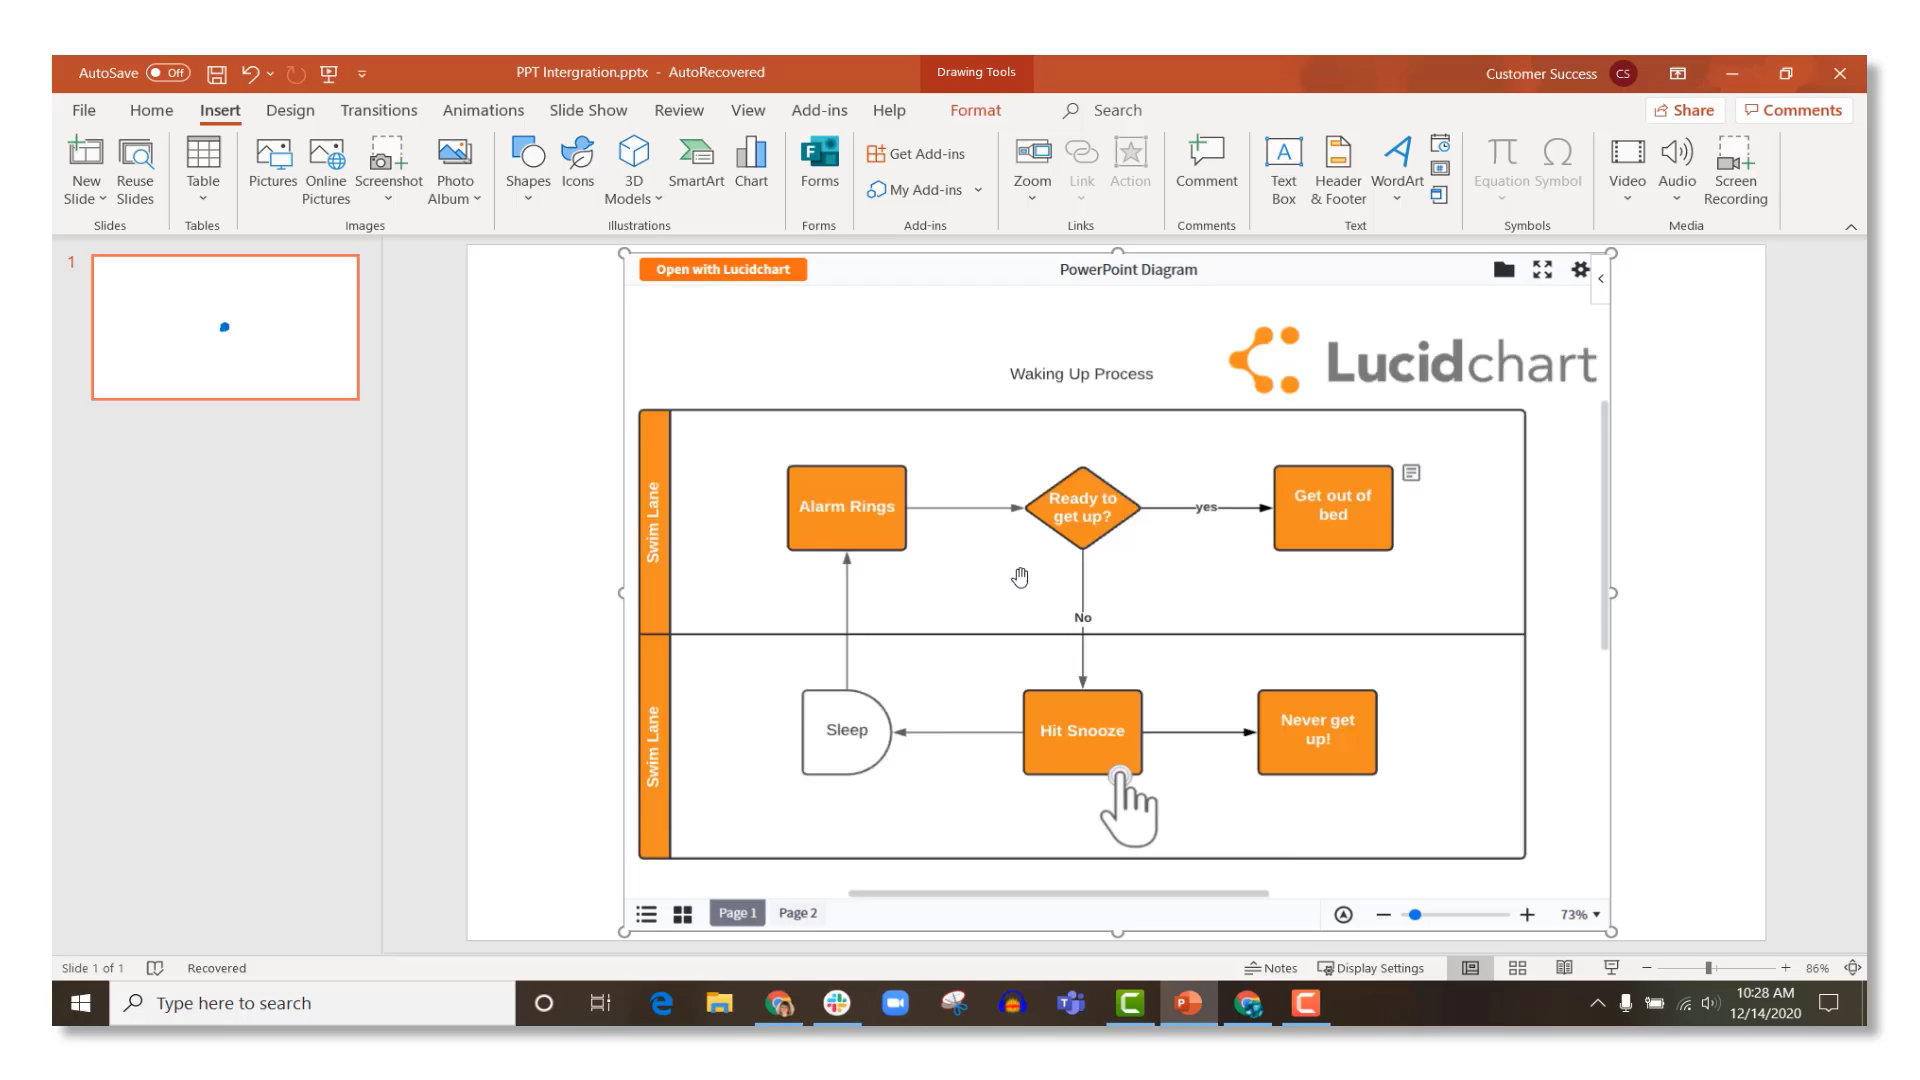 AutoSave Off PPT Intergration.pptx - AutoRecovered Drawing Tools Customer Success CS
File Home Insert Design Transitions Animations Slide Show Review View Add-ins Help Format Search Share Comments
New Slide Reuse Slides Table Pictures Online Pictures Screenshot Photo Album Shapes Icons 3D Models SmartArt Chart Forms Get Add-ins My Add-ins Zoom Link Action Comment Text Box Header & Footer WordArt Equation Symbol Video Audio Screen Recording
Slides Tables Images Illustrations Forms Add-ins Links Comments Text Symbols Media
1
Open with Lucidchart PowerPoint Diagram
Lucidchart
Waking Up Process
Swim Lane
Alarm Rings
Ready to
get up?
yes
Get out of
bed
No
Swim Lane
Sleep
Hit Snooze
Never get
up!
Page 1 Page 2 73%
Slide 1 of 1 Recovered Notes Display Settings 86%
Type here to search 10:28 AM
12/14/2020